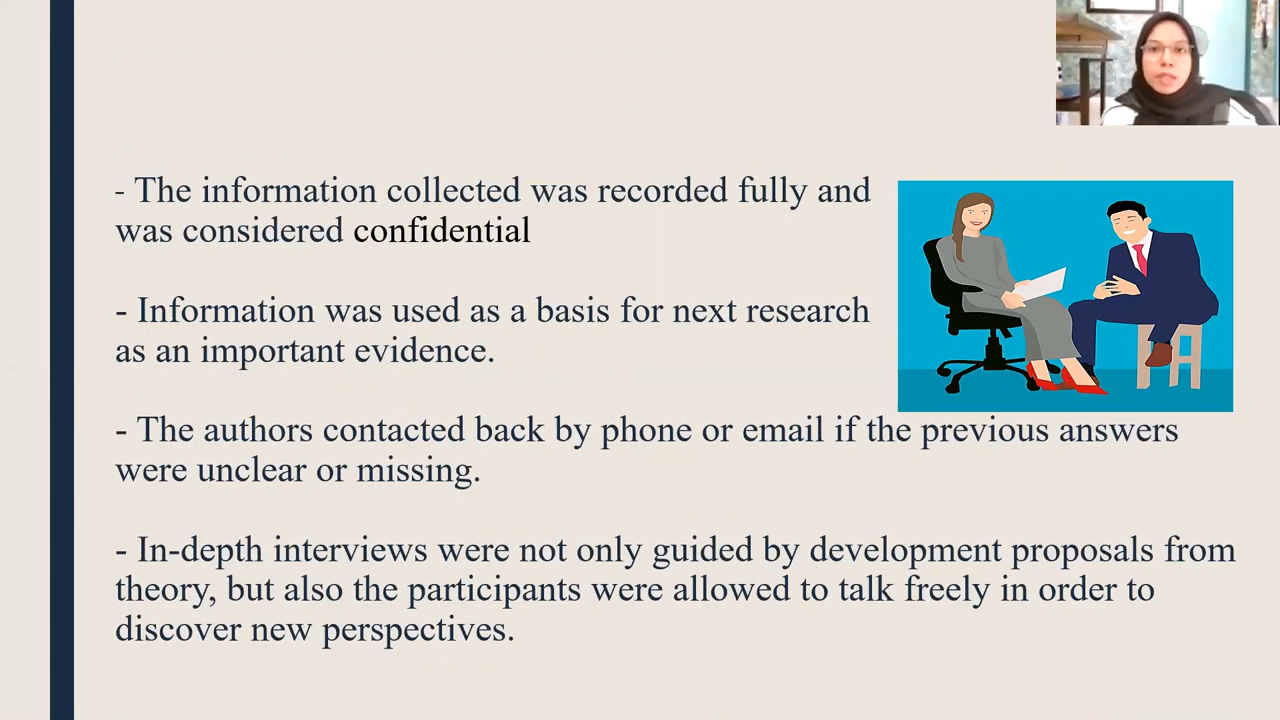 - The information collected was recorded fully and
was considered confidential
- Information was used as a basis for next research
as an important evidence.
- The authors contacted back by phone or email if the previous answers
were unclear or missing.
- In-depth interviews were not only guided by development proposals from
theory, but also the participants were allowed to talk freely in order to
discover new perspectives.